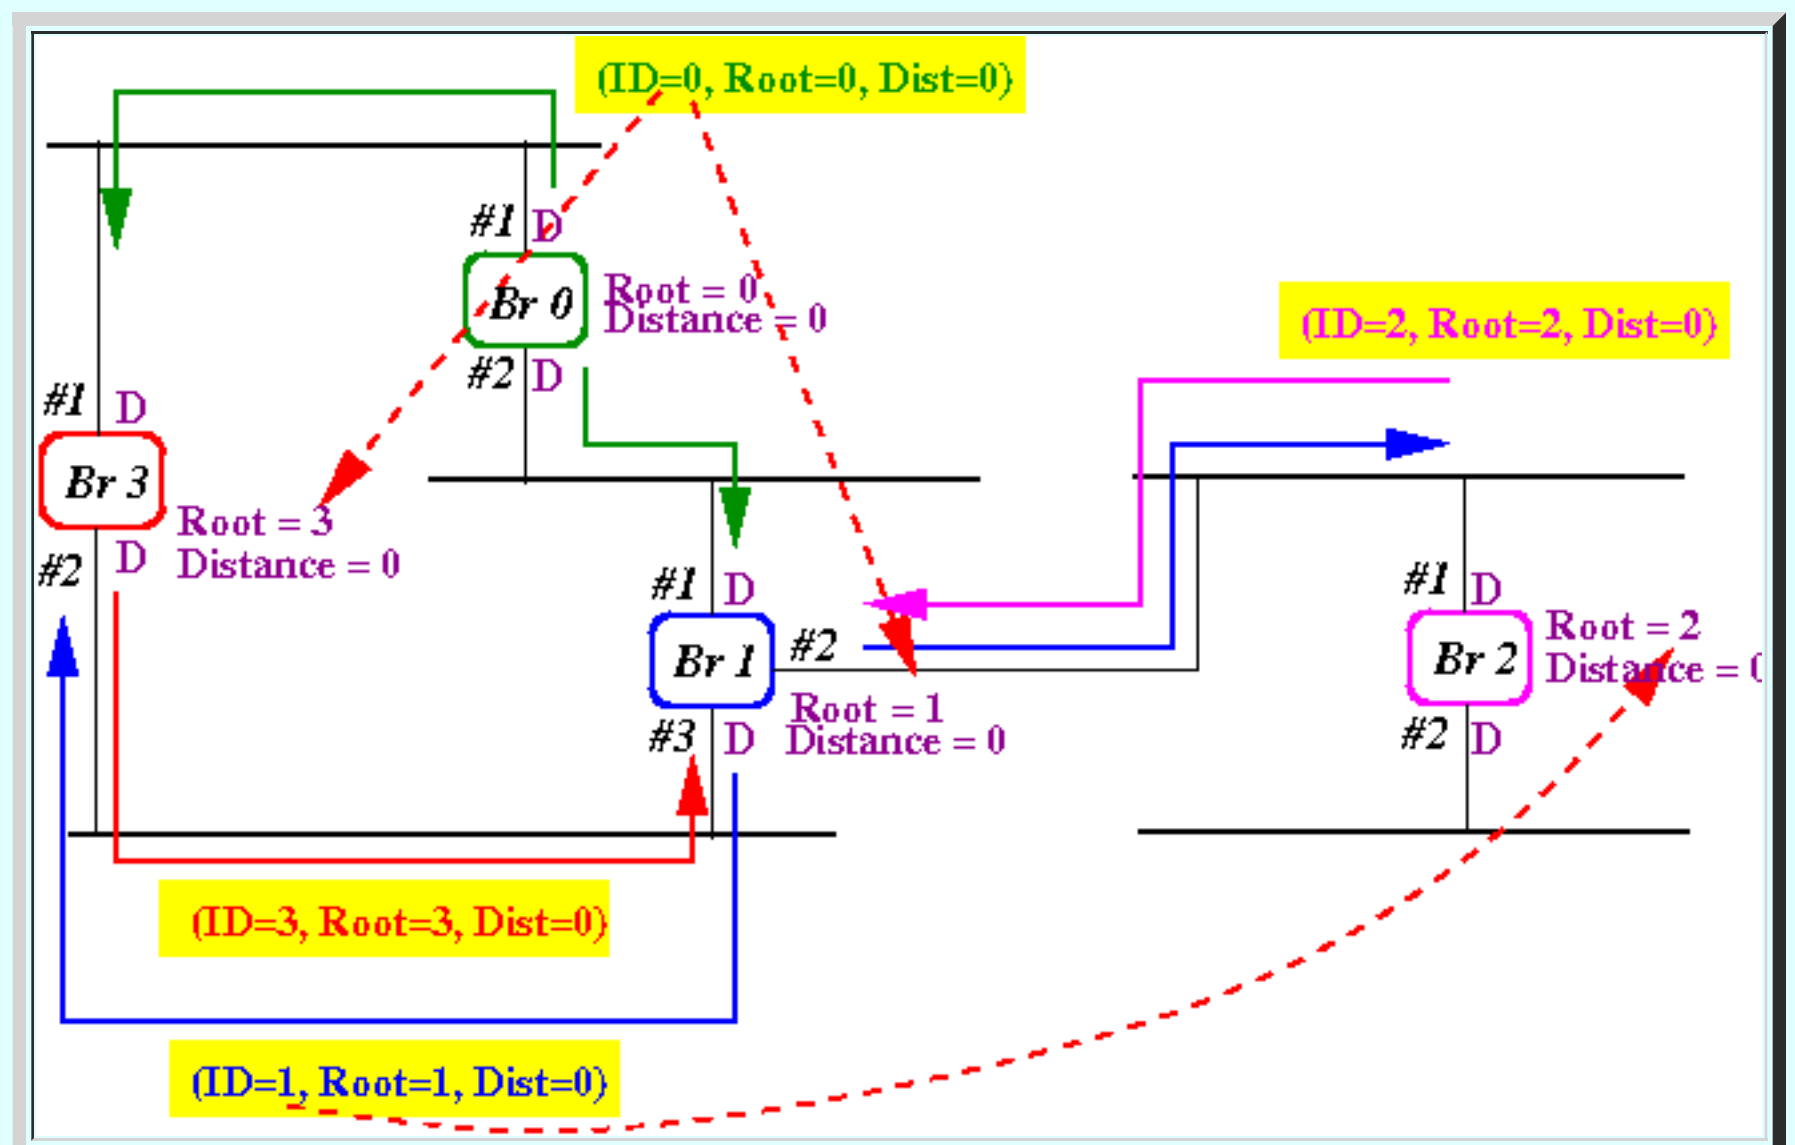 (ID=0, Root=0, Dist=0)
#1 D
Br 0
Root = 0
Distance = 0
#2 D
(ID=2, Root=2, Dist=0)
#1 D
Br 3
Root = 3
Distance = 0
#2 D
#1 D
Br 1
#2
Root = 1
Distance = 0
#3 D
#1 D
Br 2
Root = 2
Distance = 0
#2 D
(ID=3, Root=3, Dist=0)
(ID=1, Root=1, Dist=0)